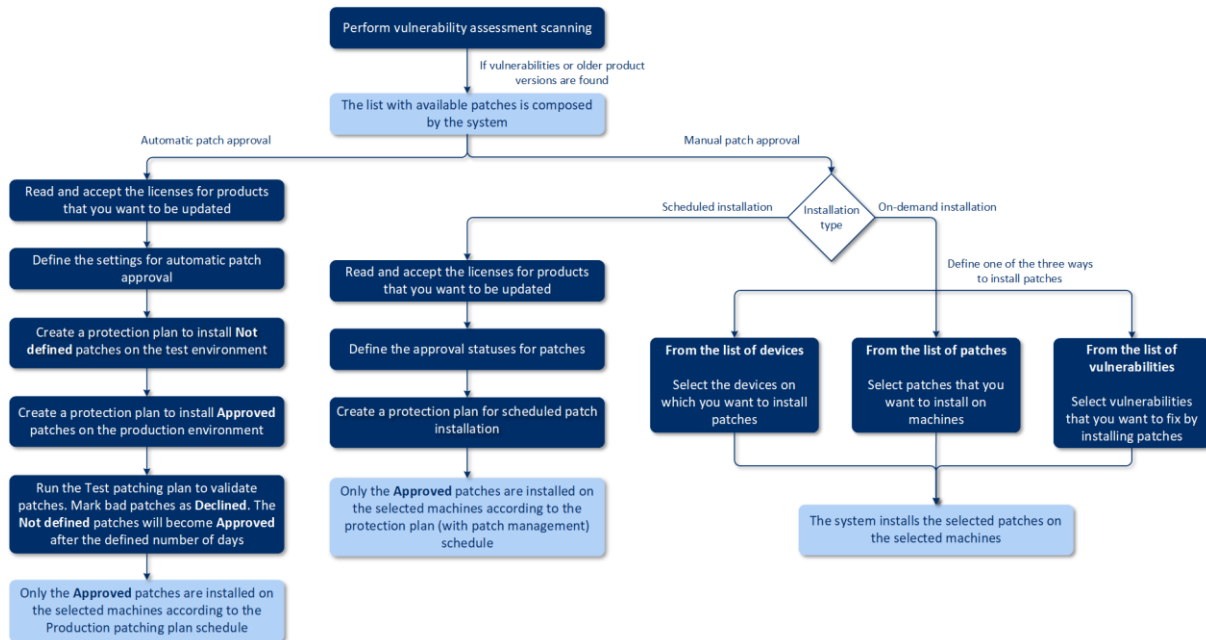 Perform vulnerability assessment scanning
If vulnerabilities or older product
versions are found
The list with available patches is composed
by the system
Automatic patch approval
Manual patch approval
Read and accept the licenses for products
that you want to be updated
Define the settings for automatic patch
approval
Create a protection plan to install Not
defined patches on the test environment
Create a protection plan to install Approved
patches on the production environment
Run the Test patching plan to validate
patches. Mark bad patches as Declined. The
Not defined patches will become Approved
after the defined number of days
Only the Approved patches are installed on
the selected machines according to the
Production patching plan schedule
Installation
type
Scheduled installation
On-demand installation
Read and accept the licenses for products
that you want to be updated
Define the approval statuses for patches
Create a protection plan for scheduled patch
installation
Only the Approved patches are installed on
the selected machines according to the
protection plan (with patch management)
schedule
Define one of the three ways
to install patches
From the list of devices
Select the devices on
which you want to install
patches
From the list of patches
Select patches that you
want to install on
machines
From the list of
vulnerabilities
Select vulnerabilities
that you want to fix by
installing patches
The system installs the selected patches on
the selected machines